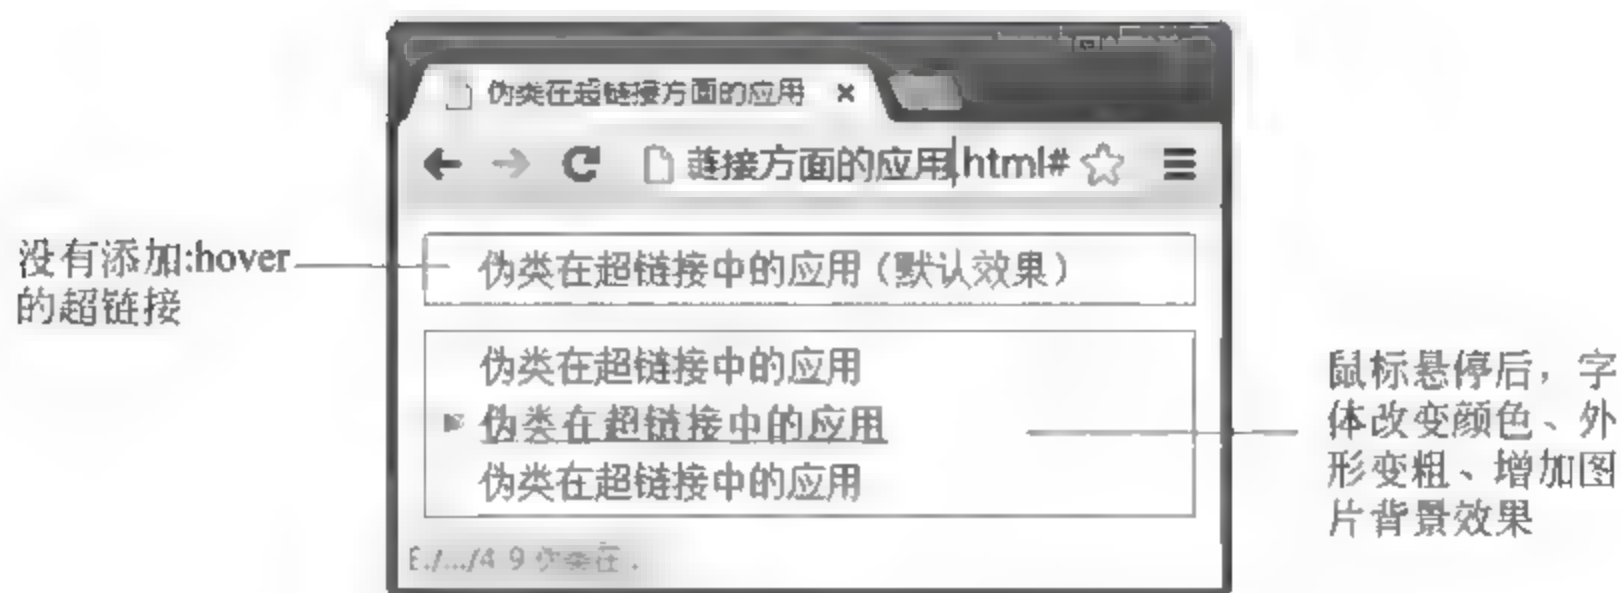 伪类在超链接方面的应用 ×
接方面的应用.html#
没有添加:hover
的超链接
伪类在超链接中的应用（默认效果）
伪类在超链接中的应用
伪类在超链接中的应用
伪类在超链接中的应用
鼠标悬停后，字
体改变颜色、外
形变粗、增加图
片背景效果
E:/.../4